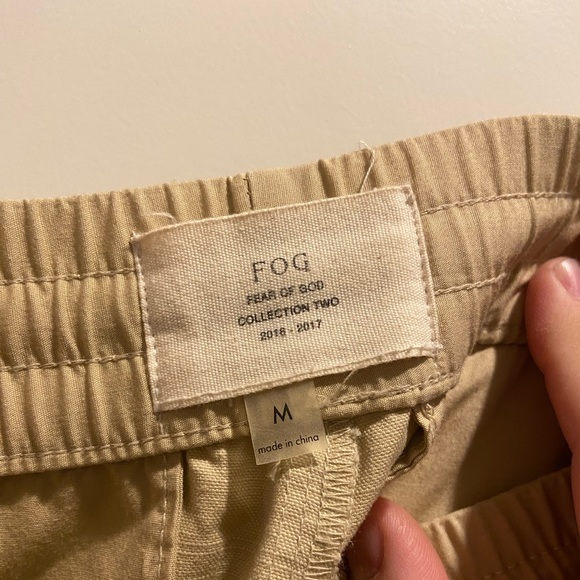 FOG
FEAR OF GOD
COLLECTION TWO
2016 - 2017
M
made in china